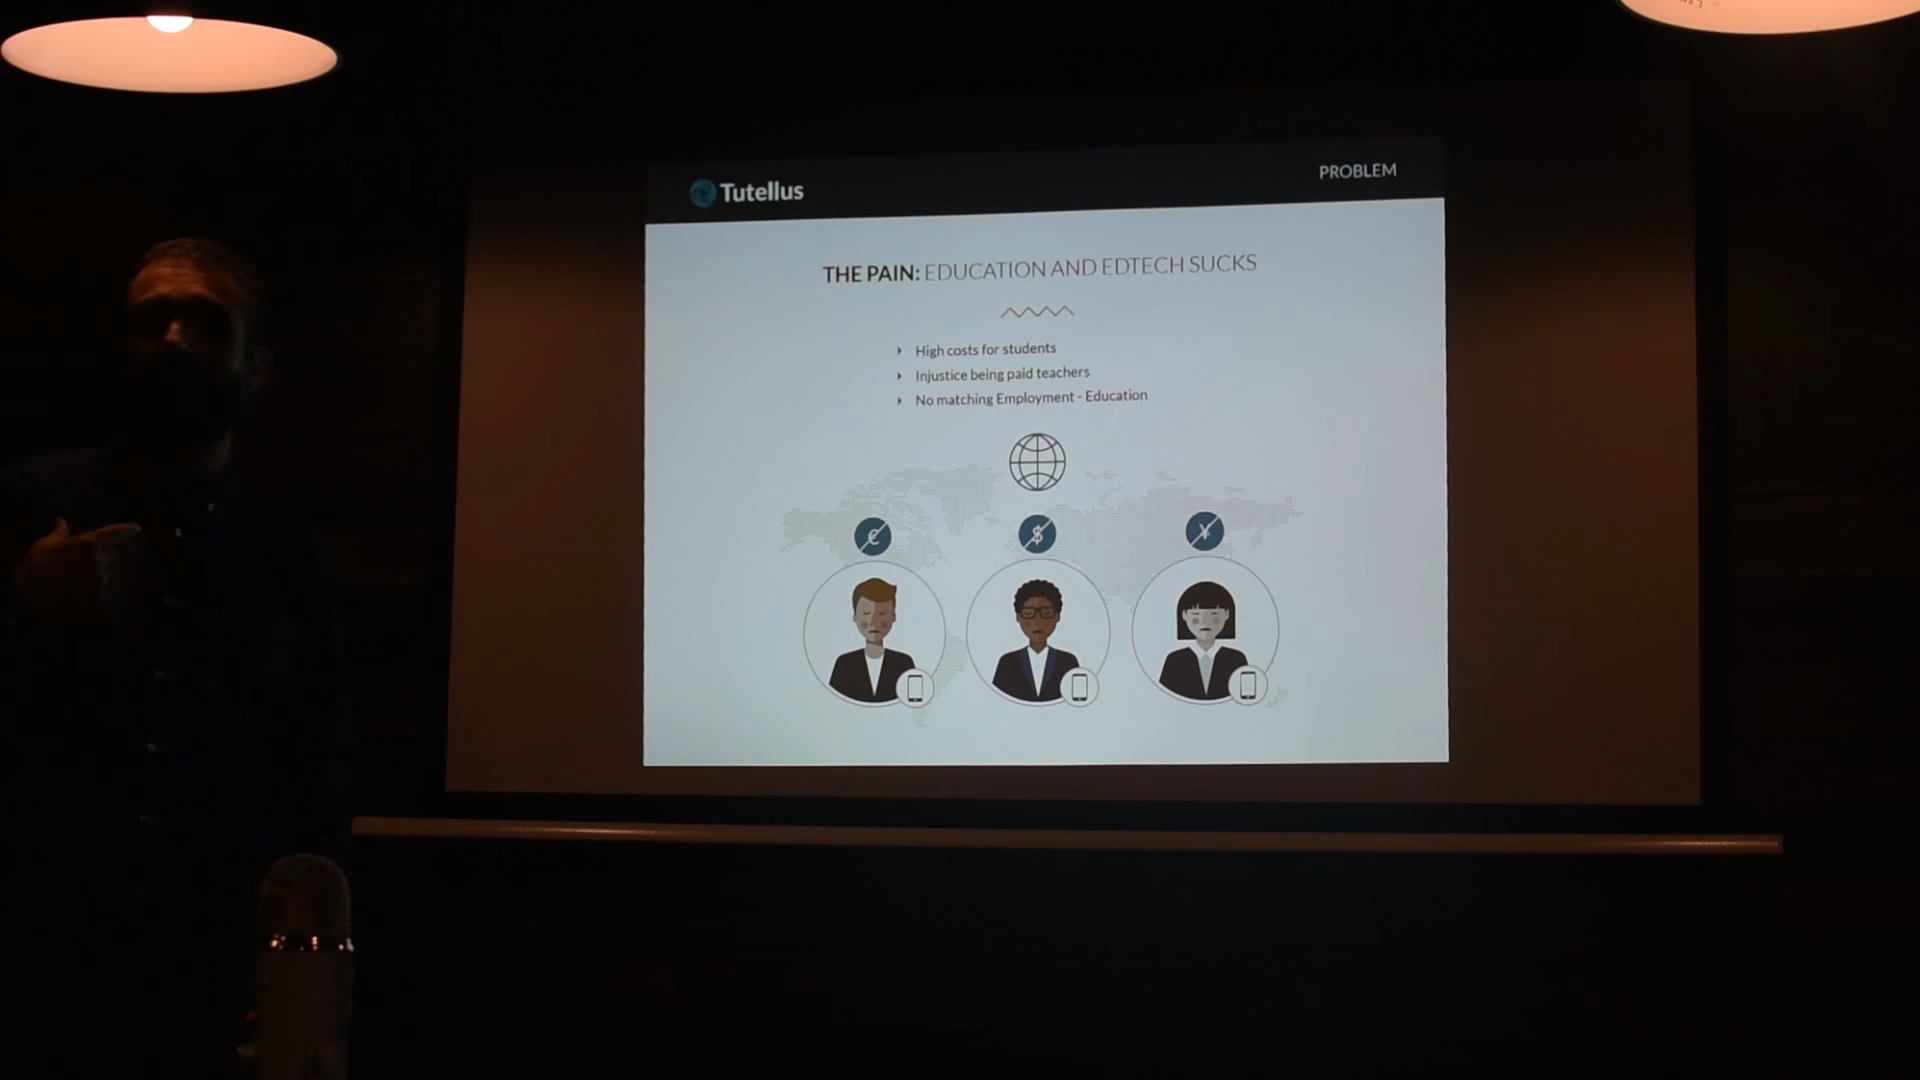 Tutellus
PROBLEM
THE PAIN: EDUCATION AND EDTECH SUCKS
High costs for students
Injustice being paid teachers
No matching Employment - Education
€
$
¥